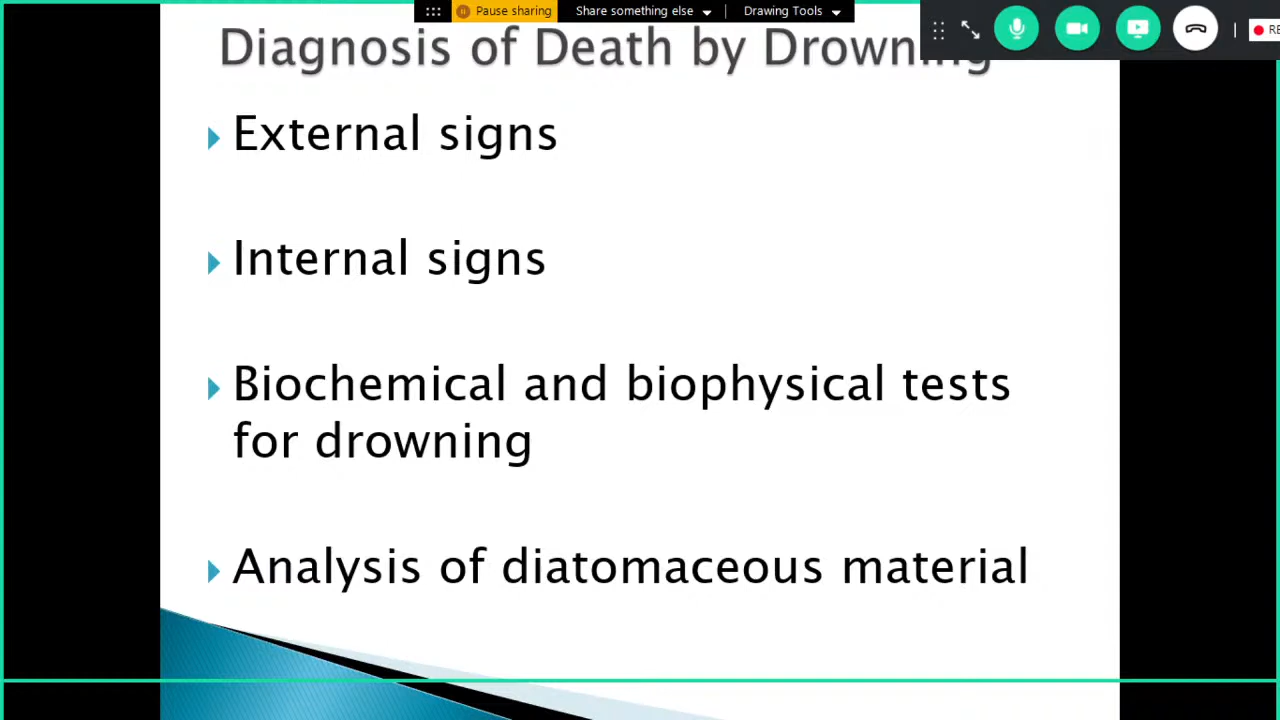 Pause sharing Share something else Drawing Tools
RE
Diagnosis of Death by Drowning
External signs
Internal signs
Biochemical and biophysical tests
for drowning
Analysis of diatomaceous material